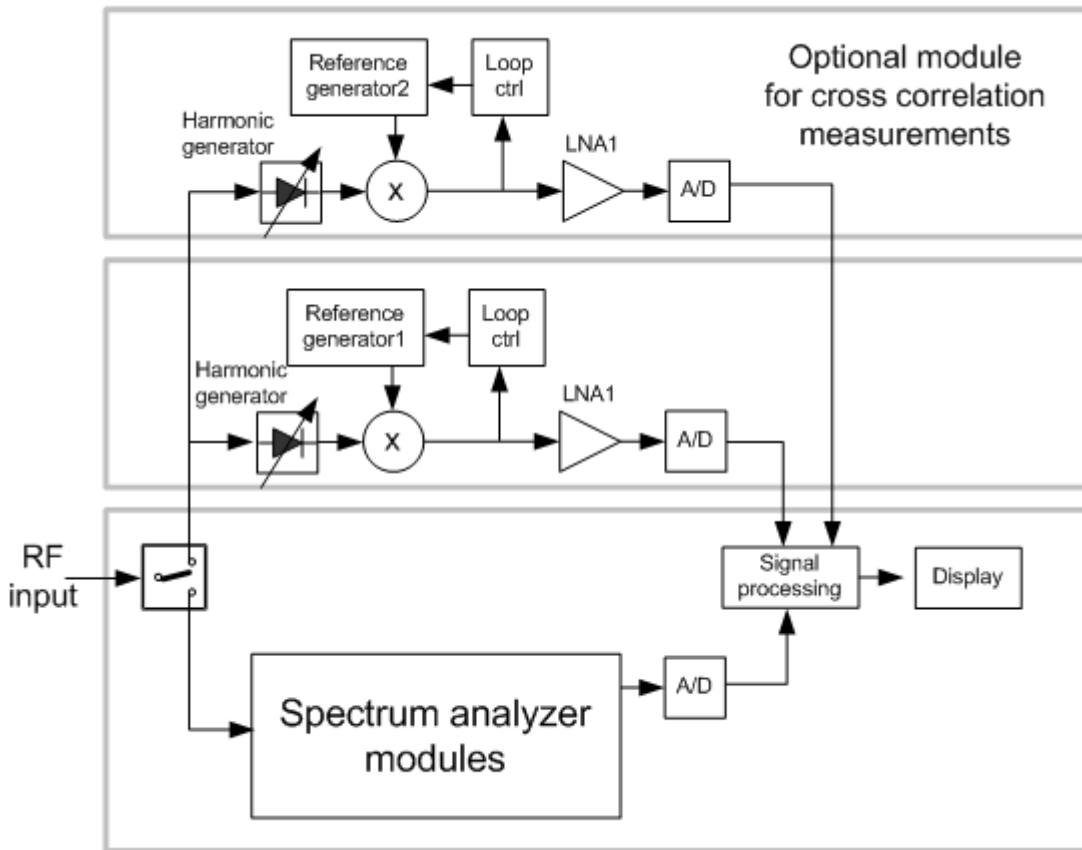 Optional module
for cross correlation
measurements
Reference
generator2
Loop
ctrl
Harmonic
generator
X
LNA1
A/D
Reference
generator1
Loop
ctrl
Harmonic
generator
X
LNA1
A/D
RF
input
Signal
processing
Display
Spectrum analyzer
modules
A/D